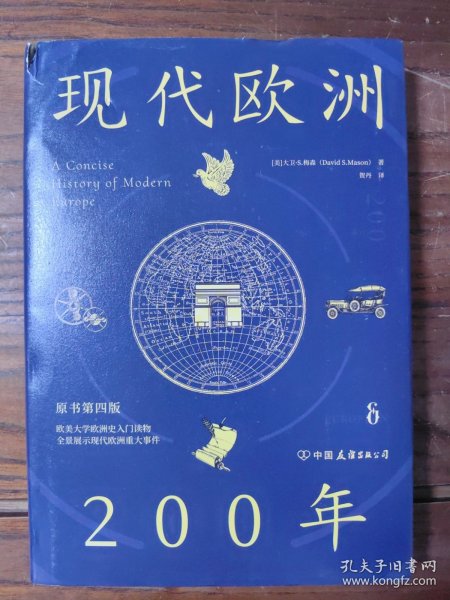 现代欧洲
A Concise
History of Modern
Europe
[美]大卫·S.梅森（David S.Mason） 著
贺丹 译
200
原书第四版
欧美大学欧洲史入门读物
全景展示现代欧洲重大事件
中国友谊出版公司
200年
孔夫子旧书网
www.kongfz.com